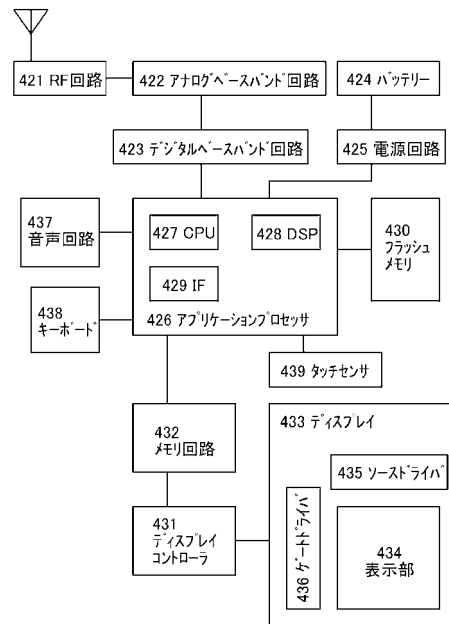 421 RF回路
422 アナログベースバンド回路
424 バッテリー
423 デジタルベースバンド回路
425 電源回路
437
音声回路
427 CPU
428 DSP
430
フラッシュ
メモリ
429 IF
438
キーボード
426 アプリケーションプロセッサ
439 タッチセンサ
432
メモリ回路
433 ディスプレイ
435 ソースドライバ
431
ディスプレイ
コントローラ
436 ゲートドライバ
434
表示部